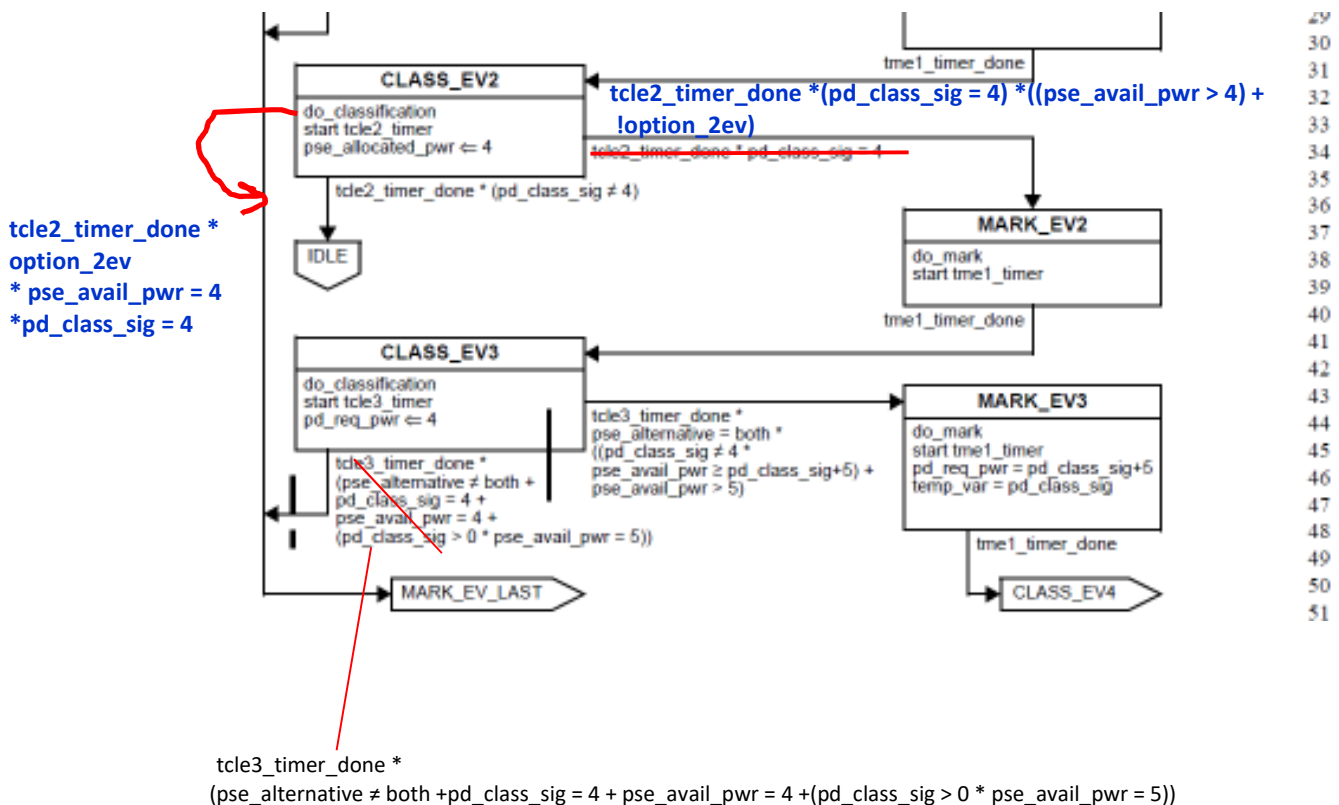 29
30
tme1_timer_done
31
CLASS_EV2
tcle2_timer_done *(pd_class_sig = 4) *((pse_avail_pwr > 4) +
32
do_classification
!option_2ev)
33
start tcle2_timer
pse_allocated_pwr ⇐ 4
tcle2_timer_done * pd_class_sig = 4
34
35
tcle2_timer_done * (pd_class_sig ≠ 4)
36
tcle2_timer_done *
MARK_EV2
37
option_2ev
IDLE
do_mark
38
* pse_avail_pwr = 4
start tme1_timer
39
*pd_class_sig = 4
40
tme1_timer_done
41
CLASS_EV3
42
do_classification
43
start tcle3_timer
MARK_EV3
pd_req_pwr ⇐ 4
tcle3_timer_done *
44
pse_alternative = both *
do_mark
((pd_class_sig ≠ 4 *
start tme1_timer
45
tcle3_timer_done *
pse_avail_pwr ≥ pd_class_sig+5) +
pd_req_pwr = pd_class_sig+5
46
(pse_alternative ≠ both +
pse_avail_pwr > 5)
temp_var = pd_class_sig
pd_class_sig = 4 +
47
pse_avail_pwr = 4 +
48
(pd_class_sig > 0 * pse_avail_pwr = 5))
tme1_timer_done
49
MARK_EV_LAST
CLASS_EV4
50
51
tcle3_timer_done *
(pse_alternative ≠ both +pd_class_sig = 4 + pse_avail_pwr = 4 +(pd_class_sig > 0 * pse_avail_pwr = 5))